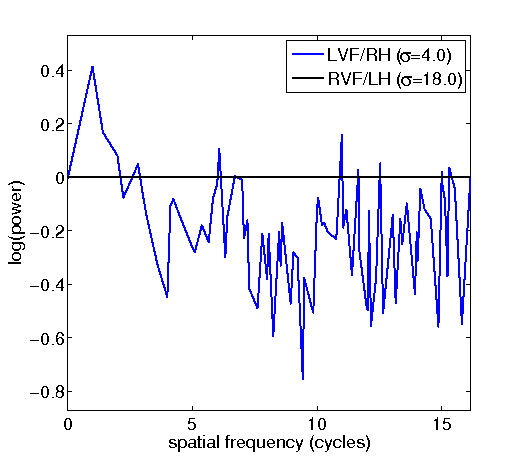 LVF/RH (σ=4.0)
RVF/LH (σ=18.0)
log(power)
0.4
0.2
0
−0.2
−0.4
−0.6
−0.8
0 5 10 15
spatial frequency (cycles)